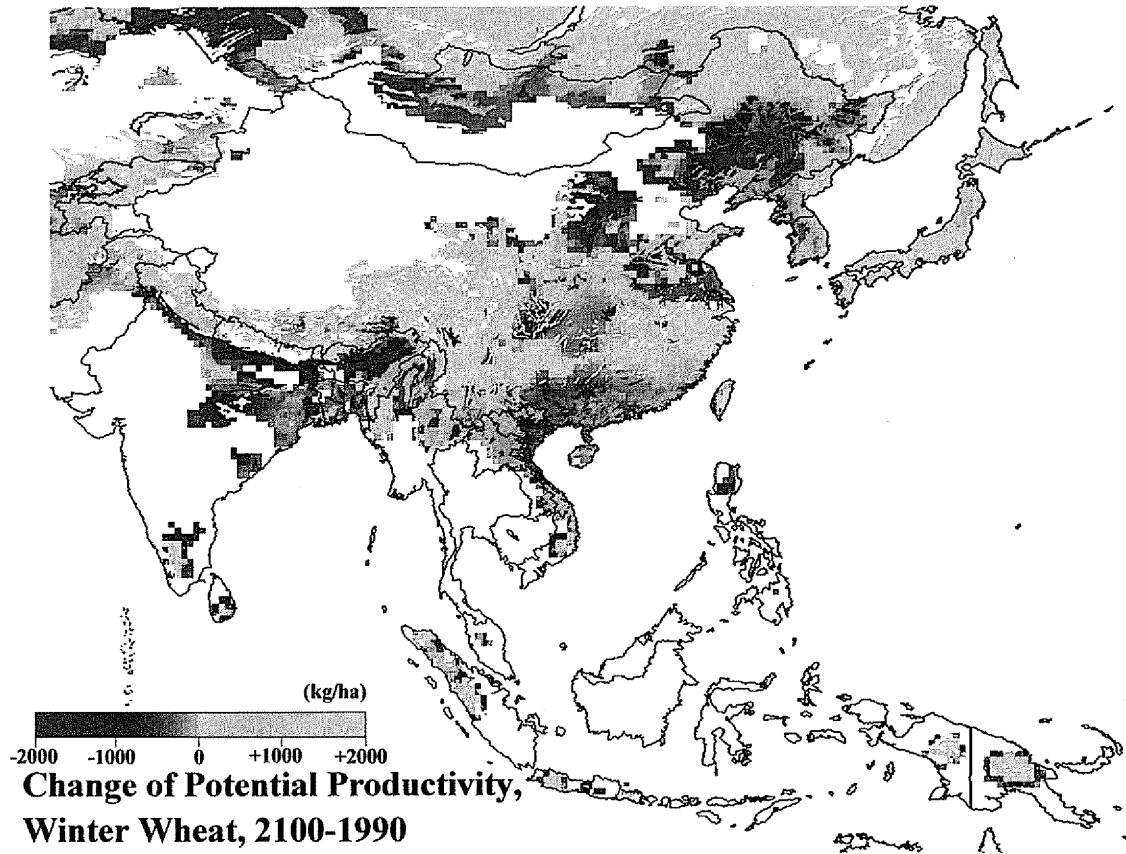 (kg/ha)
-2000 -1000 0 +1000 +2000
Change of Potential Productivity,
Winter Wheat, 2100-1990